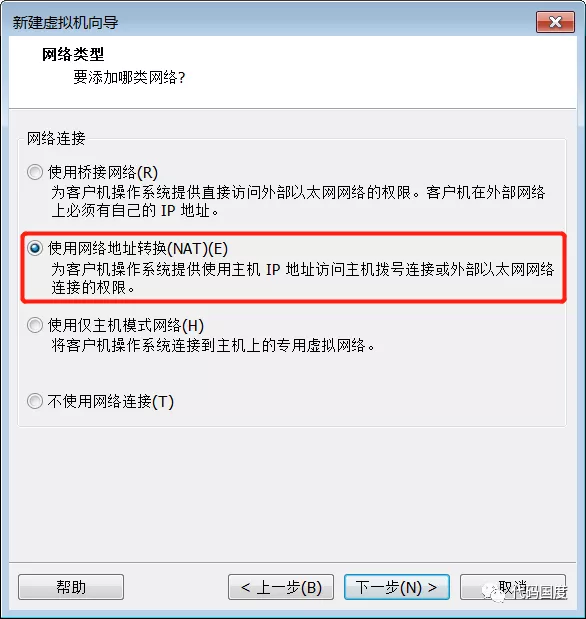 新建虚拟机向导
网络类型
要添加哪类网络?
网络连接
使用桥接网络(R)
为客户机操作系统提供直接访问外部以太网网络的权限。客户机在外部网络
上必须有自己的 IP 地址。
使用网络地址转换(NAT)(E)
为客户机操作系统提供使用主机 IP 地址访问主机拨号连接或外部以太网网络
连接的权限。
使用仅主机模式网络(H)
将客户机操作系统连接到主机上的专用虚拟网络。
不使用网络连接(T)
帮助
< 上一步(B)
下一步(N) >
取消
代码国度